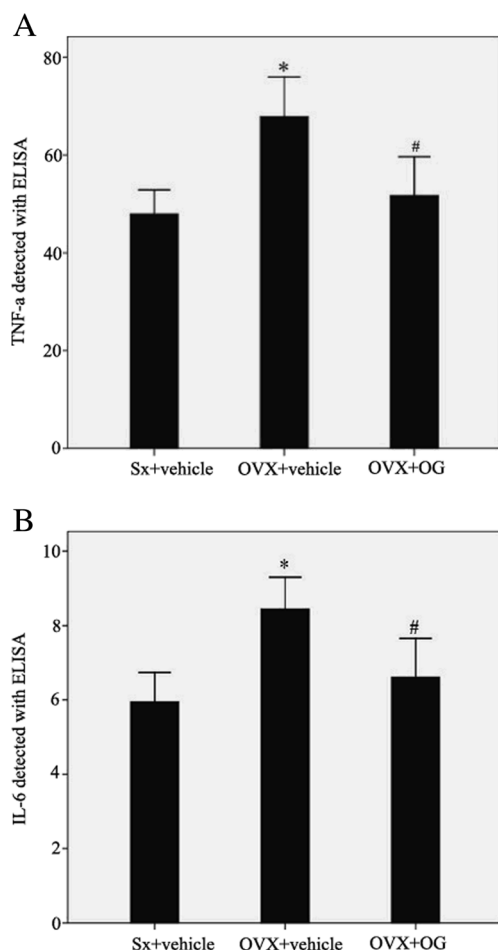 A
80
60
40
20
0
TNF-a detected with ELISA
*
#
Sx+vehicle OVX+vehicle OVX+OG
B
10
8
6
4
2
0
IL-6 detected with ELISA
*
#
Sx+vehicle OVX+vehicle OVX+OG